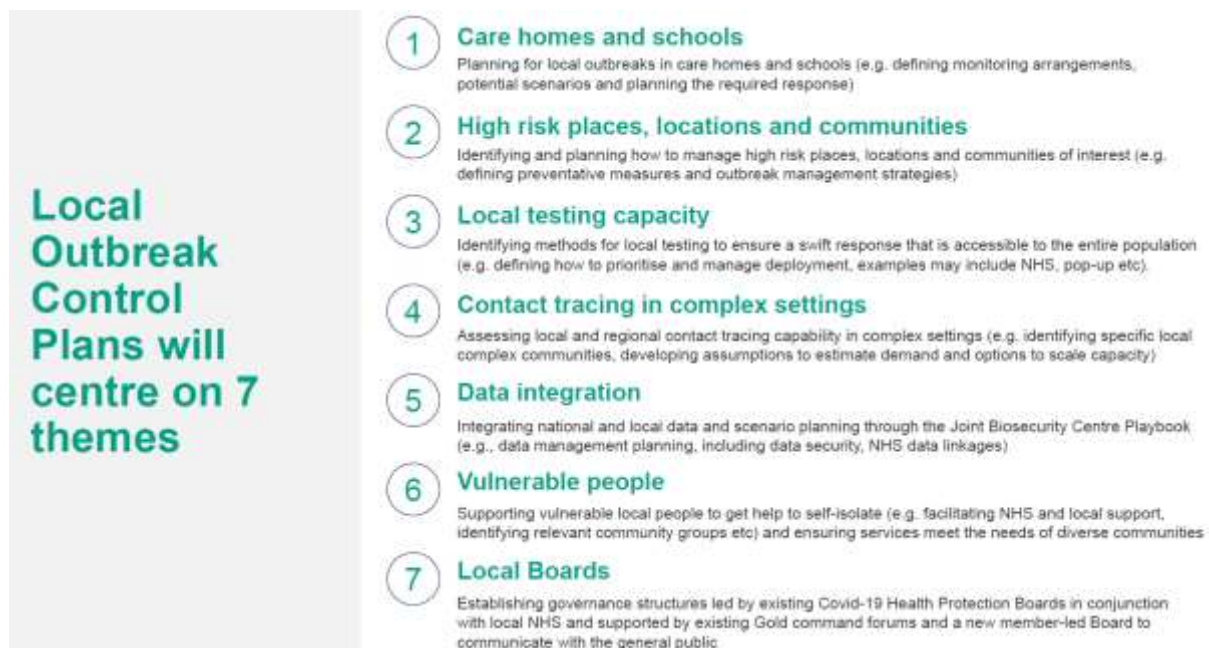 Local
Outbreak
Control
Plans will
centre on 7
themes
1
Care homes and schools
Planning for local outbreaks in care homes and schools (e.g. defining monitoring arrangements,
potential scenarios and planning the required response)
2
High risk places, locations and communities
Identifying and planning how to manage high risk places, locations and communities of interest (e.g.
defining preventative measures and outbreak management strategies)
3
Local testing capacity
Identifying methods for local testing to ensure a swift response that is accessible to the entire population
(e.g. defining how to prioritise and manage deployment, examples may include NHS, pop-up etc).
4
Contact tracing in complex settings
Assessing local and regional contact tracing capability in complex settings (e.g. identifying specific local
complex communities, developing assumptions to estimate demand and options to scale capacity)
5
Data integration
Integrating national and local data and scenario planning through the Joint Biosecurity Centre Playbook
(e.g., data management planning, including data security, NHS data linkages)
6
Vulnerable people
Supporting vulnerable local people to get help to self-isolate (e.g. facilitating NHS and local support,
identifying relevant community groups etc) and ensuring services meet the needs of diverse communities
7
Local Boards
Establishing governance structures led by existing Covid-19 Health Protection Boards in conjunction
with local NHS and supported by existing Gold command forums and a new member-led Board to
communicate with the general public